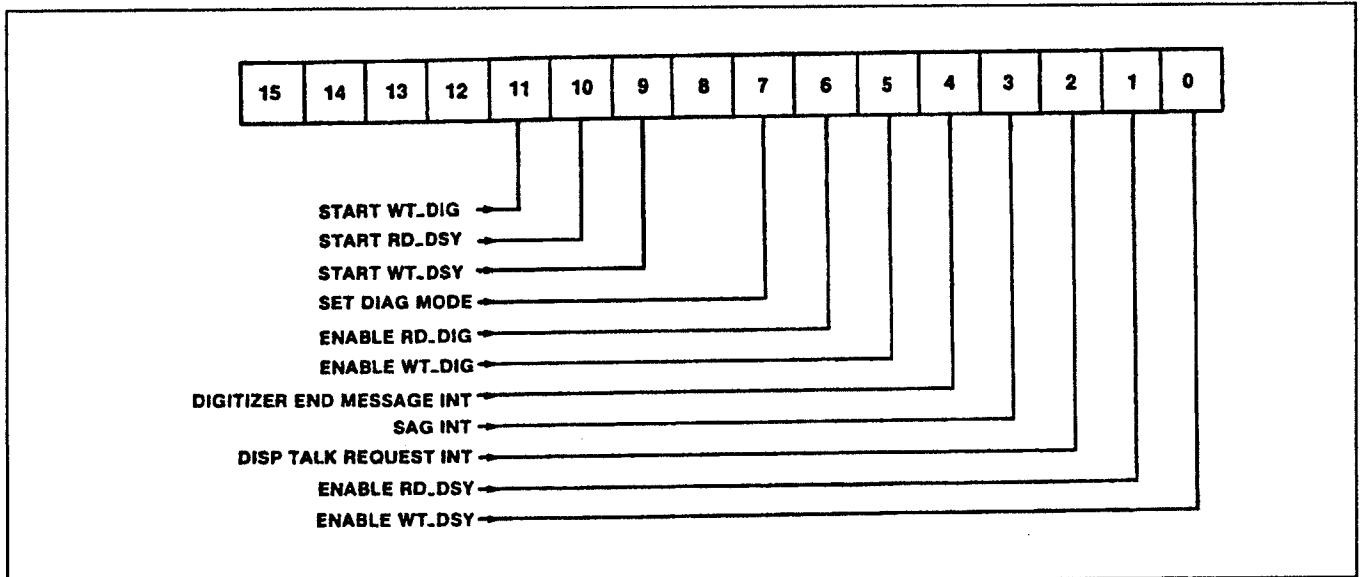 15 14 13 12 11 10 9 8 7 6 5 4 3 2 1 0
START WT_DIG
START RD_DSY
START WT_DSY
SET DIAG MODE
ENABLE RD_DIG
ENABLE WT_DIG
DIGITIZER END MESSAGE INT
SAG INT
DISP TALK REQUEST INT
ENABLE RD_DSY
ENABLE WT_DSY